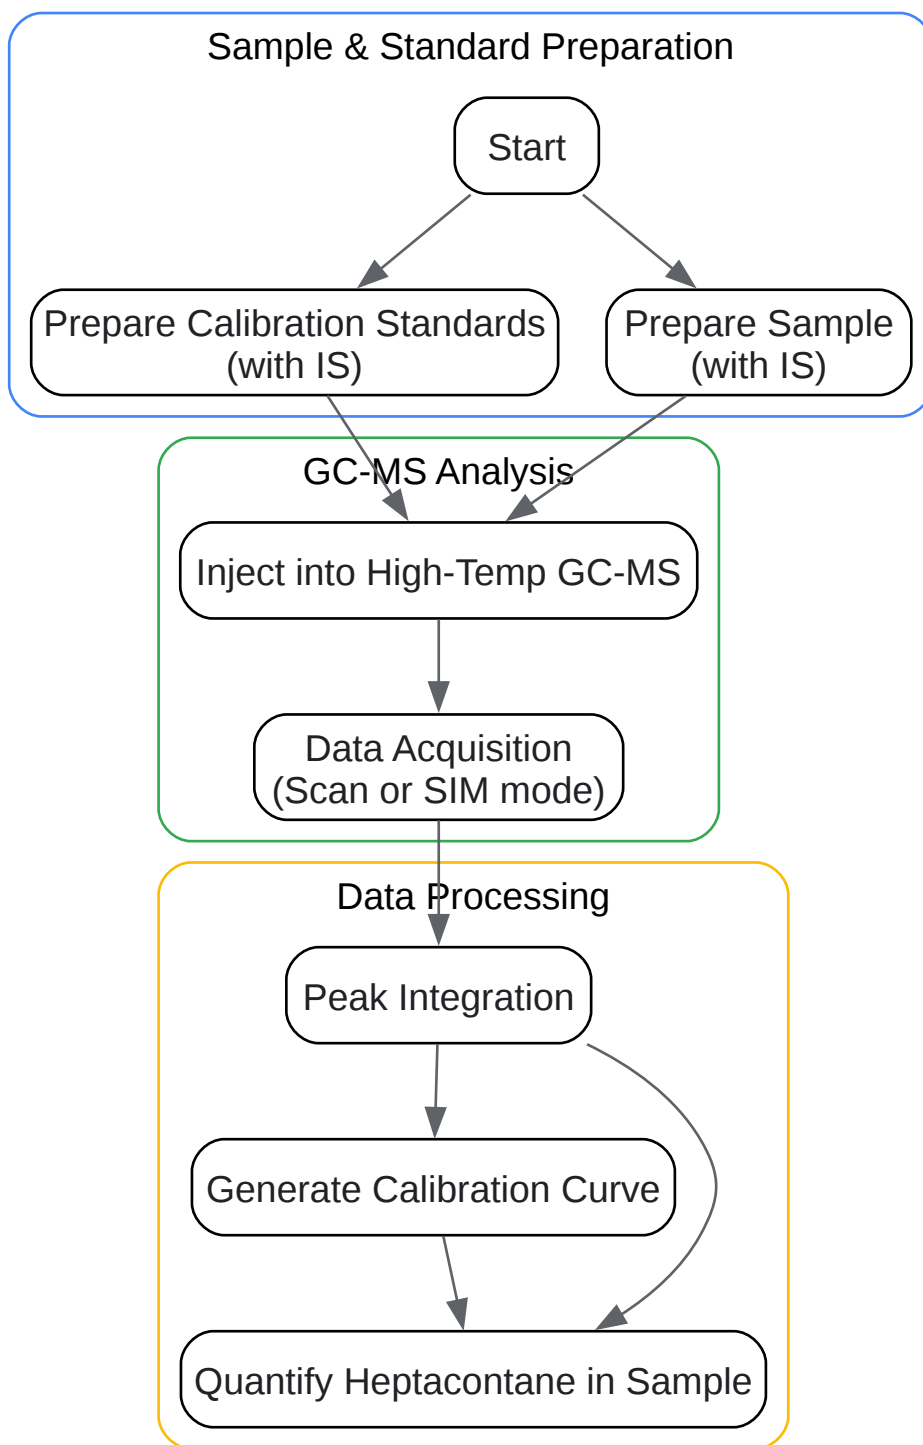 Sample & Standard Preparation
Start
Prepare Calibration Standards
(with IS)
Prepare Sample
(with IS)
GC-MS Analysis
Inject into High-Temp GC-MS
Data Acquisition
(Scan or SIM mode)
Data Processing
Peak Integration
Generate Calibration Curve
Quantify Heptacontane in Sample